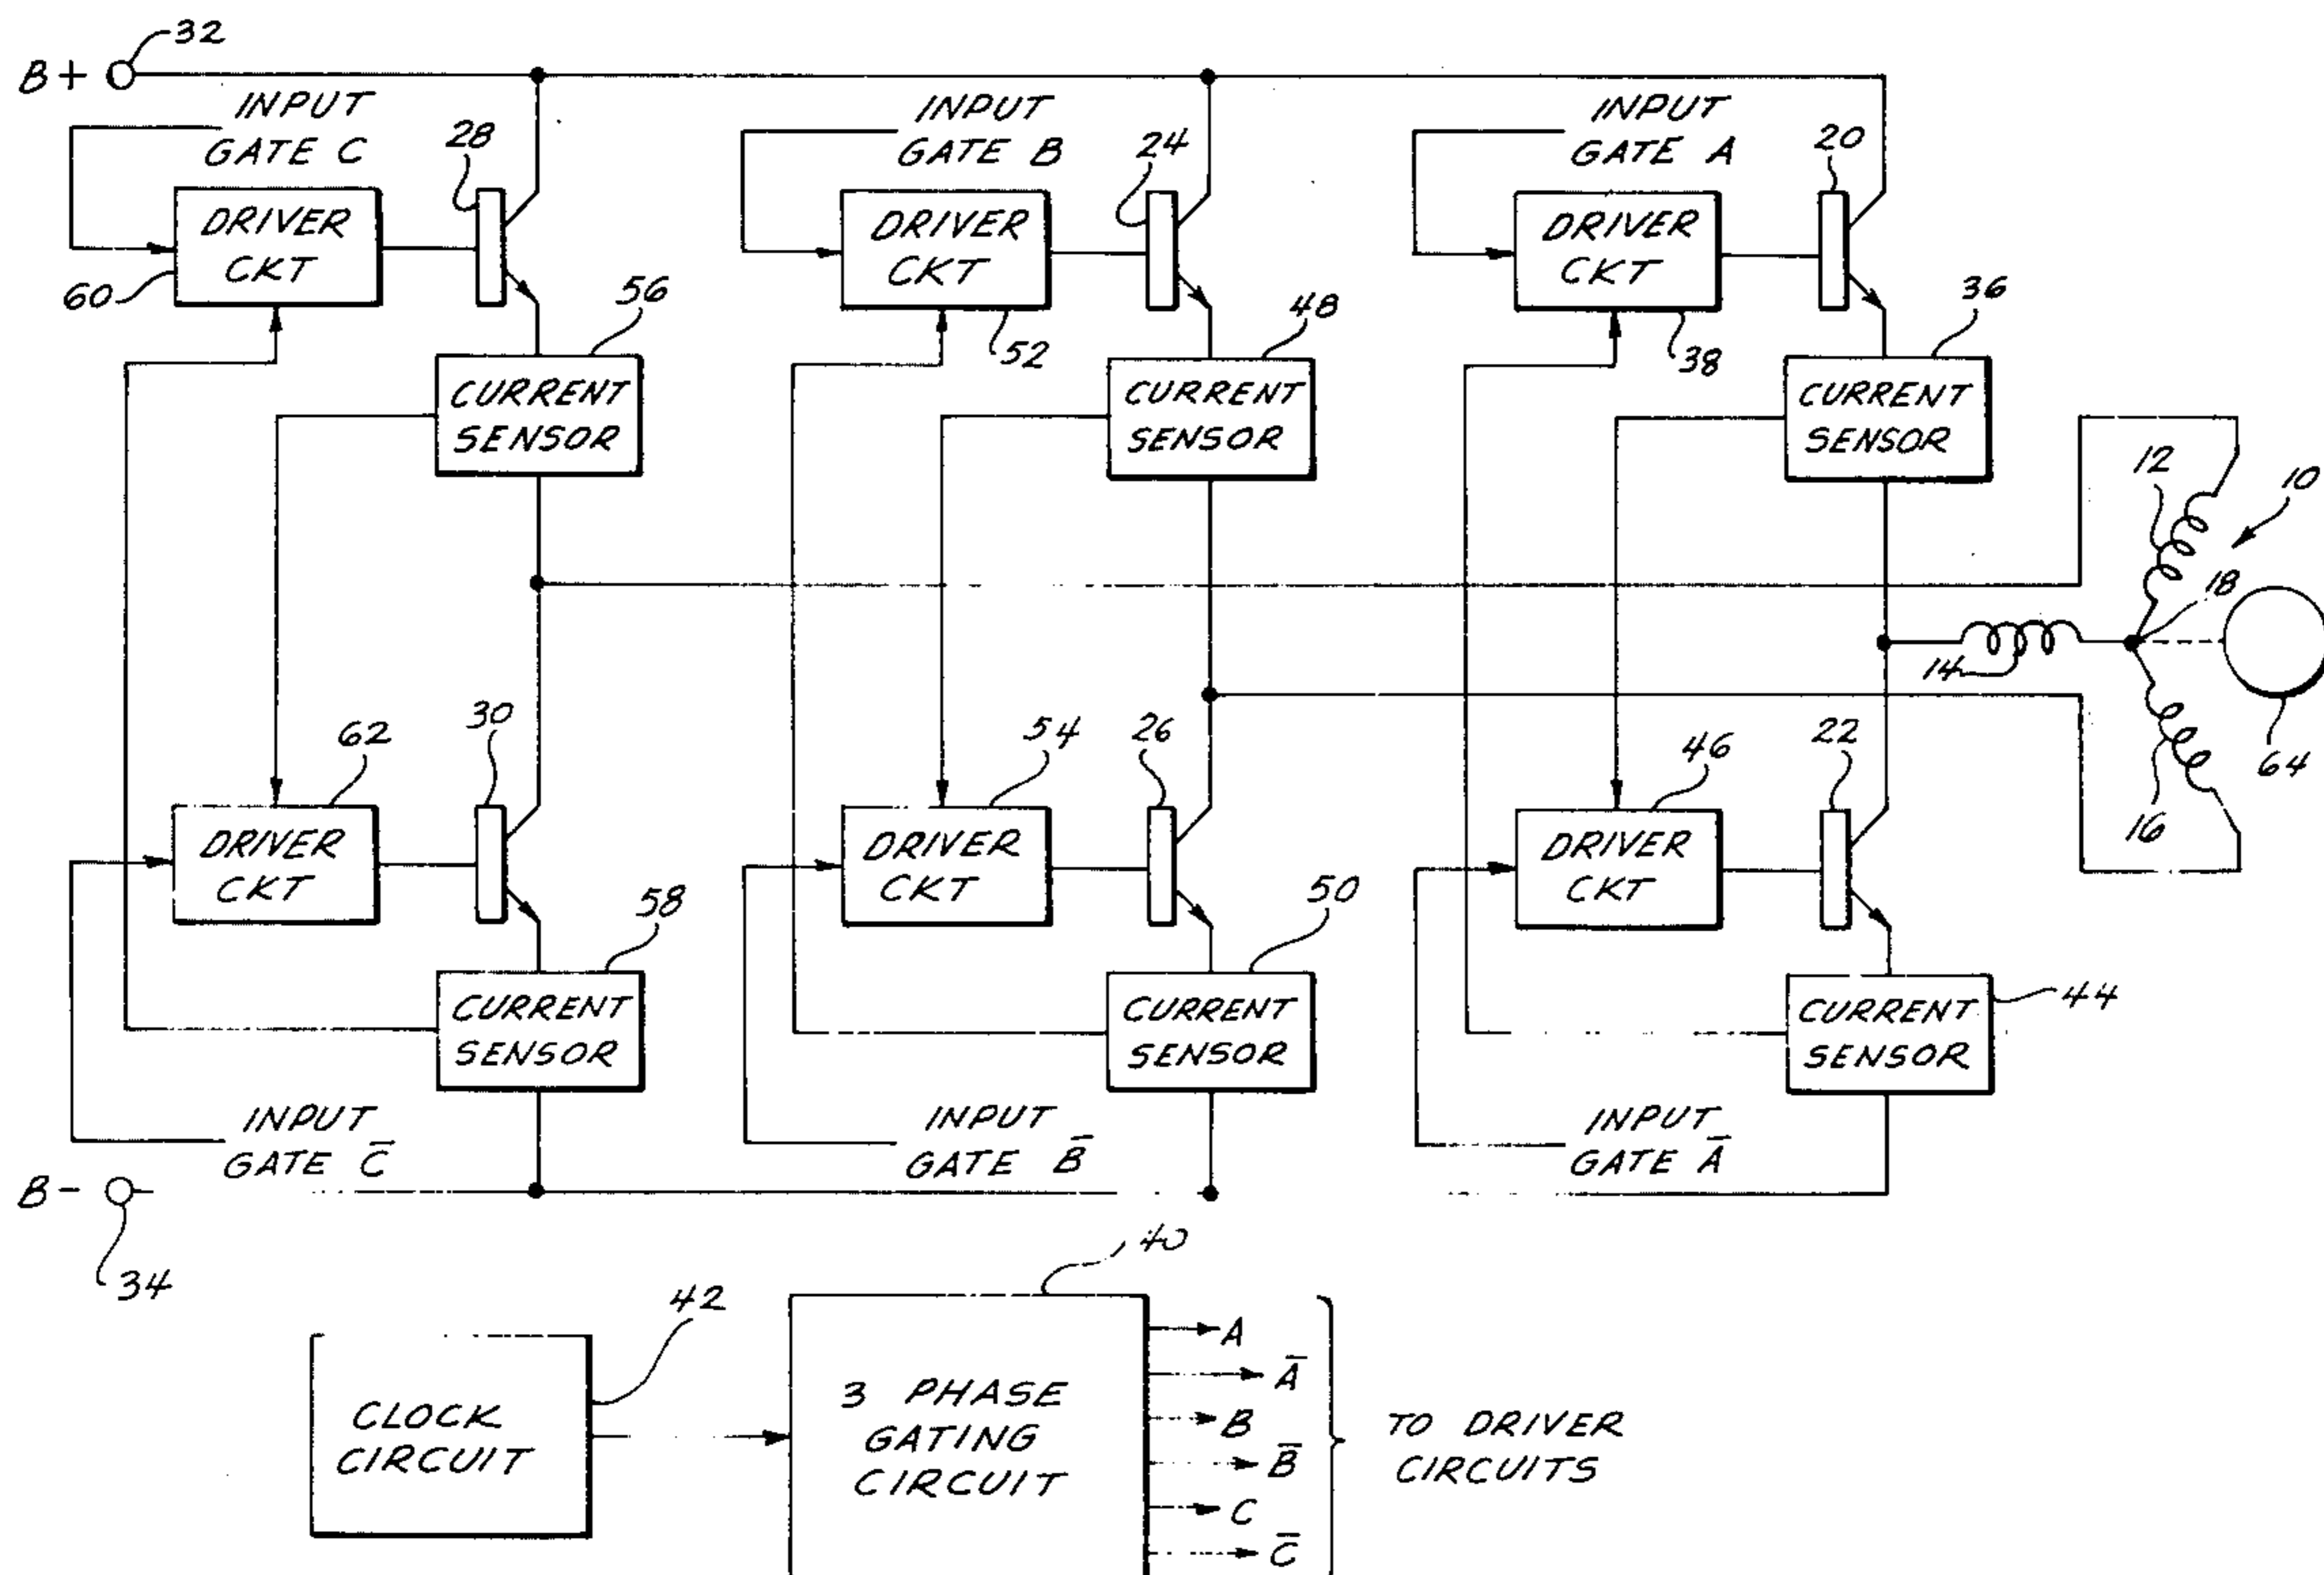 32
B+
INPUT
GATE C
28
INPUT
GATE B
24
INPUT
GATE A
20
DRIVER
CKT
60
56
DRIVER
CKT
52
48
DRIVER
CKT
38
36
CURRENT
SENSOR
CURRENT
SENSOR
CURRENT
SENSOR
12
10
18
14
64
16
62
30
54
26
46
22
DRIVER
CKT
58
DRIVER
CKT
50
DRIVER
CKT
44
CURRENT
SENSOR
CURRENT
SENSOR
CURRENT
SENSOR
INPUT
GATE C̅
INPUT
GATE B̅
INPUT
GATE A̅
B-
34
42
40
CLOCK
CIRCUIT
3 PHASE
GATING
CIRCUIT
A
A̅
B
B̅
C
C̅
TO DRIVER
CIRCUITS